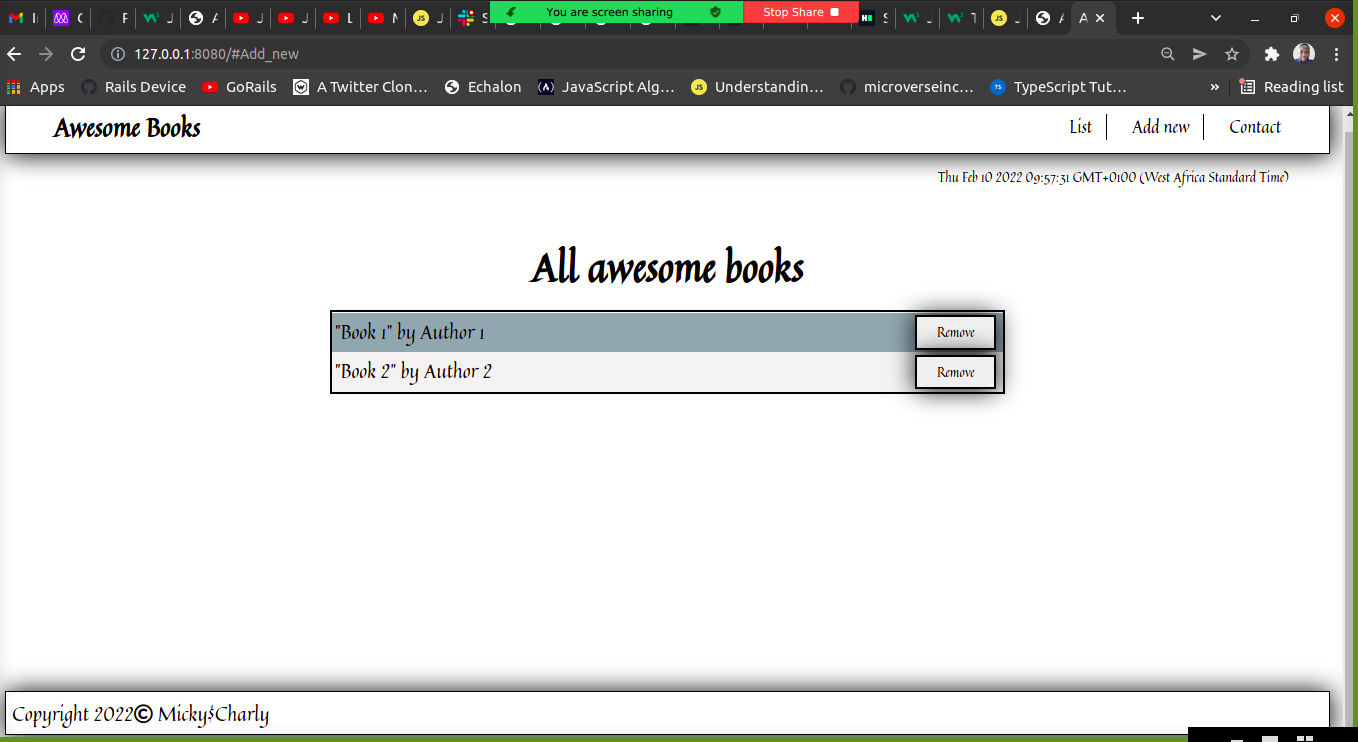 You are screen sharing Stop Share
127.0.0.1:8080/#Add_new
Apps Rails Device GoRails A Twitter Clon... Echalon JavaScript Alg... Understandin... microverseinc... TypeScript Tut... » Reading list
Awesome Books List Add new Contact
Thu Feb 10 2022 09:57:31 GMT+0100 (West Africa Standard Time)
All awesome books
"Book 1" by Author 1 Remove
"Book 2" by Author 2 Remove
Copyright 2022© Micky&Charly